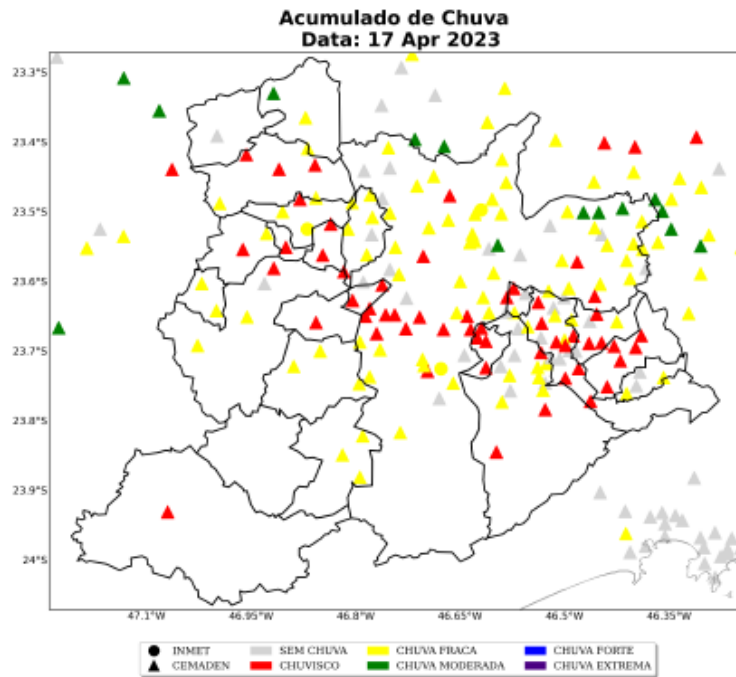 Acumulado de Chuva
Data: 17 Apr 2023
23.3°S
23.4°S
23.5°S
23.6°S
23.7°S
23.8°S
23.9°S
24°S
47.1°W 46.95°W 46.8°W 46.65°W 46.5°W 46.35°W
INMET SEM CHUVA CHUVA FRACA CHUVA FORTE
CEMADEN CHUVISCO CHUVA MODERADA CHUVA EXTREMA